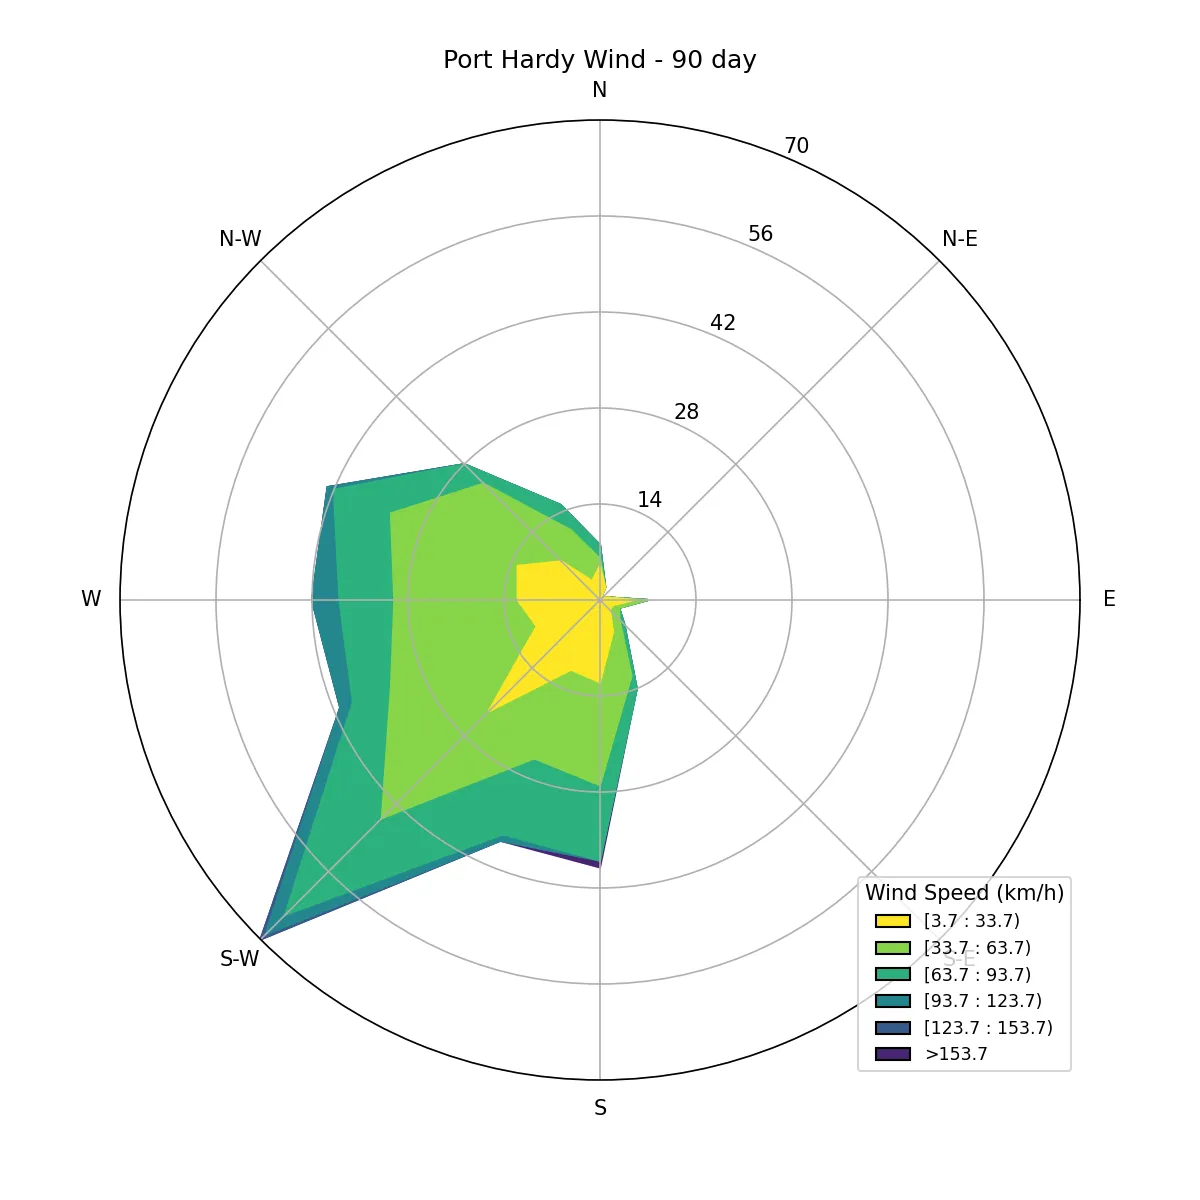 Port Hardy Wind - 90 day
N
70
N-W
N-E
56
42
28
14
W
E
S-W
S-E
S
Wind Speed (km/h)
[3.7 : 33.7)
[33.7 : 63.7)
[63.7 : 93.7)
[93.7 : 123.7)
[123.7 : 153.7)
>153.7